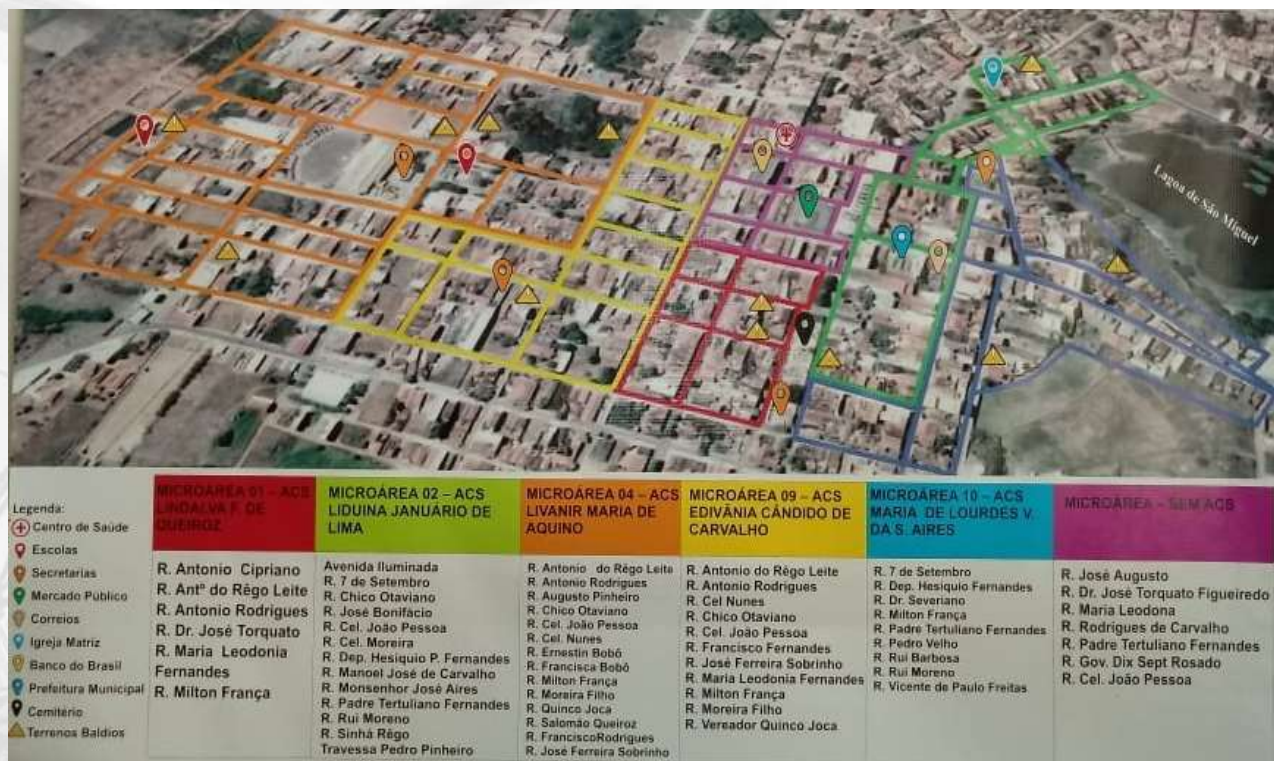 Lagoa de São Miguel
Legenda:
Centro de Saúde
Escolas
Secretarias
Mercado Público
Correios
Igreja Matriz
Banco do Brasil
Prefeitura Municipal
Cemitério
Terrenos Baldios
MICROÁREA 01 – ACS
LINDALVA F. DE
QUEIROZ
R. Antonio Cipriano
R. Antº do Rêgo Leite
R. Antonio Rodrigues
R. Dr. José Torquato
R. Maria Leodonia
Fernandes
R. Milton França
MICROÁREA 02 – ACS
LIDUINA JANUÁRIO DE
LIMA
Avenida Iluminada
R. 7 de Setembro
R. Chico Otaviano
R. José Bonifácio
R. Cel. João Pessoa
R. Cel. Moreira
R. Dep. Hesiquio P. Fernandes
R. Manoel José de Carvalho
R. Monsenhor José Aires
R. Padre Tertuliano Fernandes
R. Rui Moreno
R. Sinhá Rêgo
Travessa Pedro Pinheiro
MICROÁREA 04 – ACS
LIVANIR MARIA DE
AQUINO
R. Antonio do Rêgo Leite
R. Antonio Rodrigues
R. Augusto Pinheiro
R. Chico Otaviano
R. Cel. João Pessoa
R. Cel. Nunes
R. Ernestin Bobô
R. Francisca Bobô
R. Milton França
R. Moreira Filho
R. Quinco Joca
R. Salomão Queiroz
R. FranciscoRodrigues
R. José Ferreira Sobrinho
MICROÁREA 09 – ACS
EDIVÂNIA CÂNDIDO DE
CARVALHO
R. Antonio do Rêgo Leite
R. Antonio Rodrigues
R. Cel Nunes
R. Chico Otaviano
R. Cel. João Pessoa
R. Francisco Fernandes
R. José Ferreira Sobrinho
R. Maria Leodonia Fernandes
R. Milton França
R. Moreira Filho
R. Vereador Quinco Joca
MICROÁREA 10 – ACS
MARIA DE LOURDES V.
DA S. AIRES
R. 7 de Setembro
R. Dep. Hesiquio Fernandes
R. Dr. Severiano
R. Milton França
R. Padre Tertuliano Fernandes
R. Pedro Velho
R. Rui Barbosa
R. Rui Moreno
R. Vicente de Paulo Freitas
MICROÁREA – SEM ACS
R. José Augusto
R. Dr. José Torquato Figueiredo
R. Maria Leodona
R. Rodrigues de Carvalho
R. Padre Tertuliano Fernandes
R. Gov. Dix Sept Rosado
R. Cel. João Pessoa